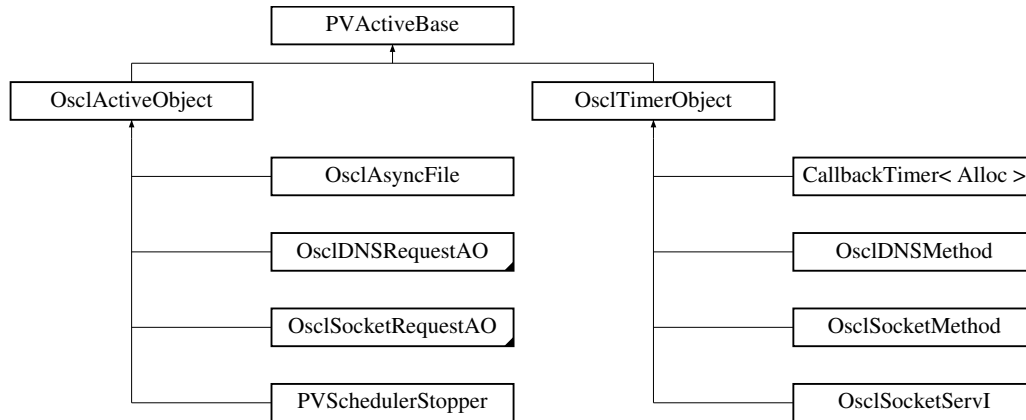 PVActiveBase
OsclActiveObject
OsclTimerObject
OsclAsyncFile
CallbackTimer< Alloc >
OsclDNSRequestAO
OsclDNSMethod
OsclSocketRequestAO
OsclSocketMethod
PVSchedulerStopper
OsclSocketServI